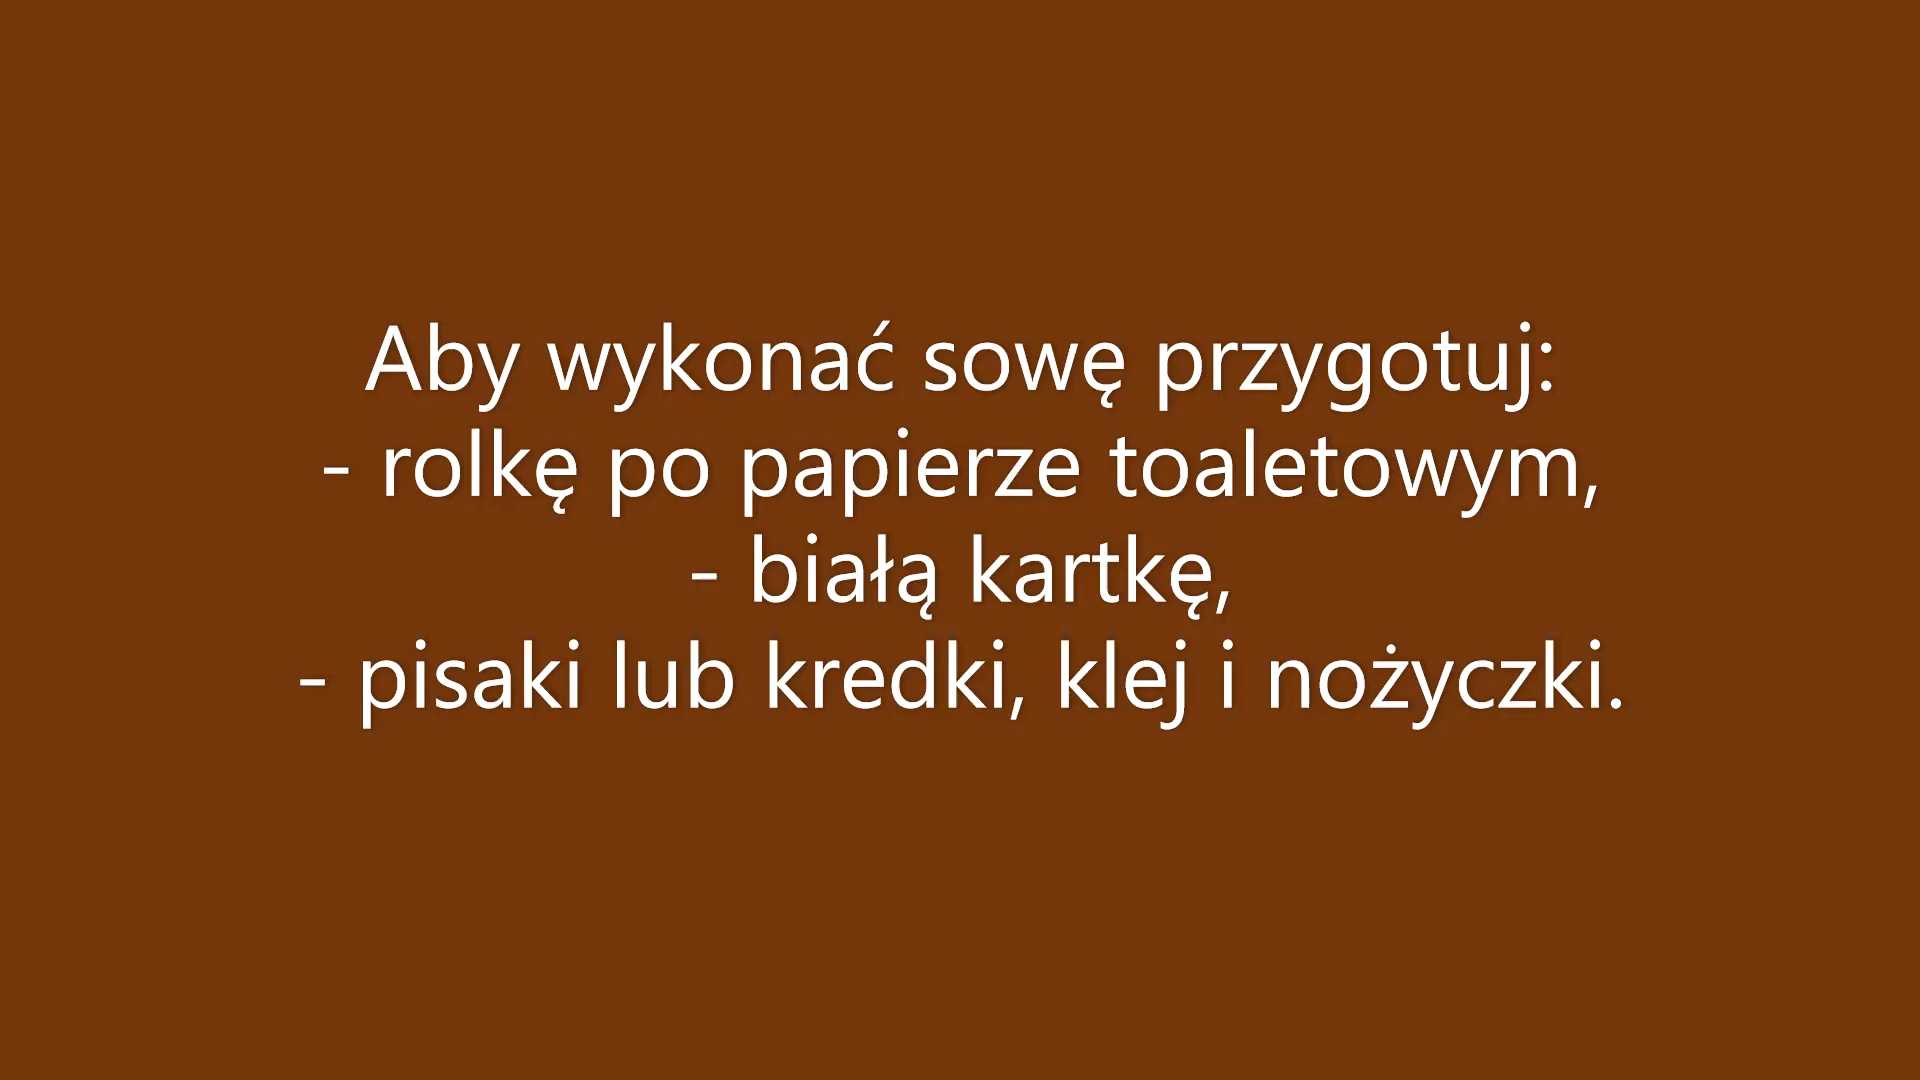 Aby wykonać sowę przygotuj:
- rolkę po papierze toaletowym,
- białą kartkę,
- pisaki lub kredki, klej i nożyczki.